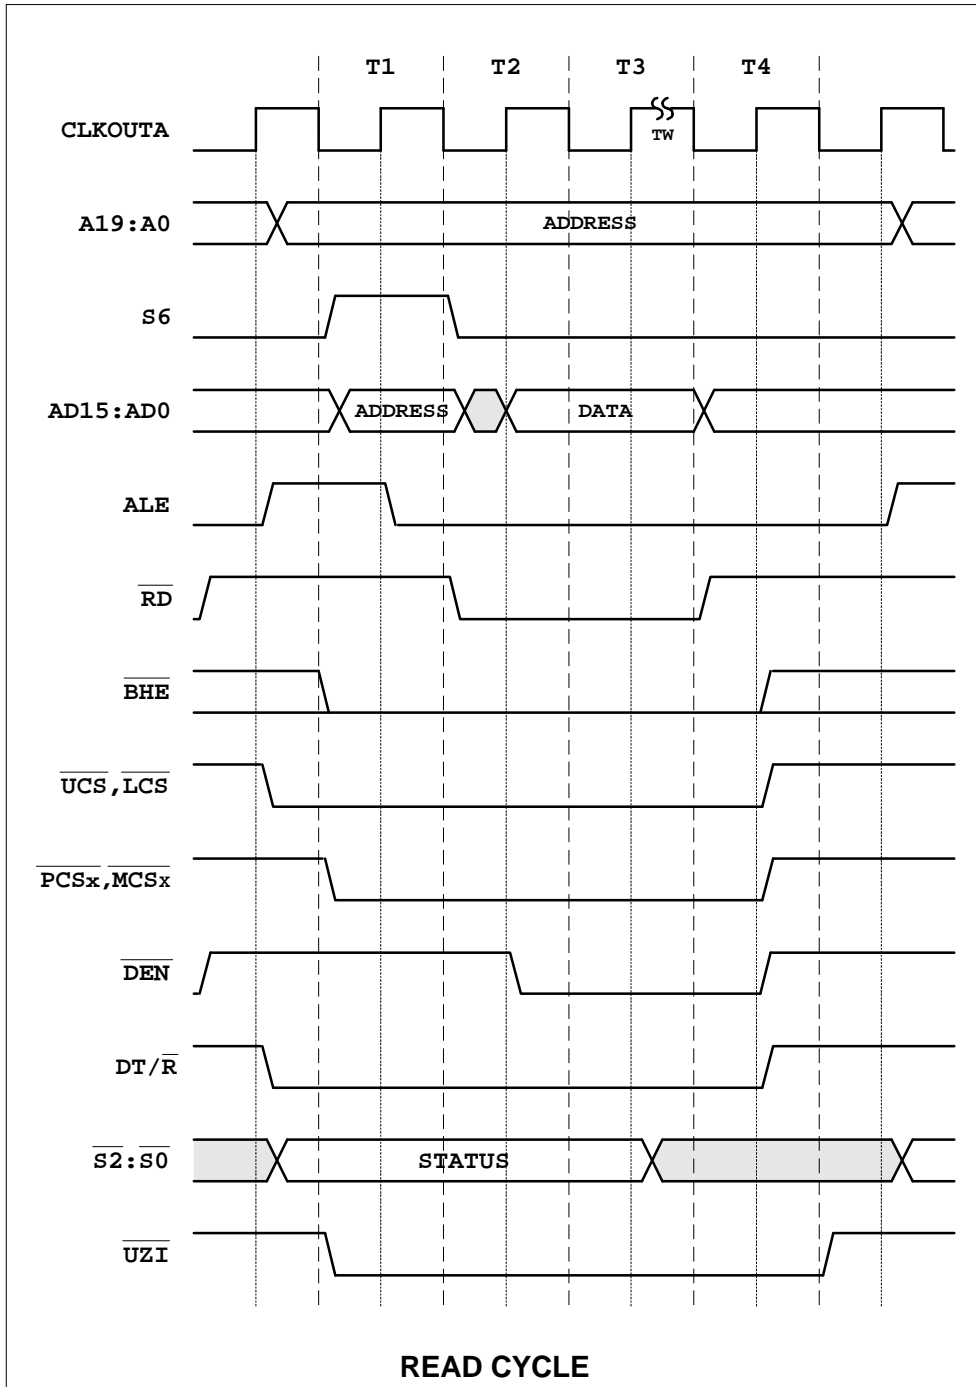 T1 T2 T3 T4
CLKOUTA
TW
A19:A0
ADDRESS
S6
AD15:AD0
ADDRESS
DATA
ALE
RD
BHE
UCS,LCS
PCSx,MCSx
DEN
DT/R
S2:S0
STATUS
UZI
READ CYCLE